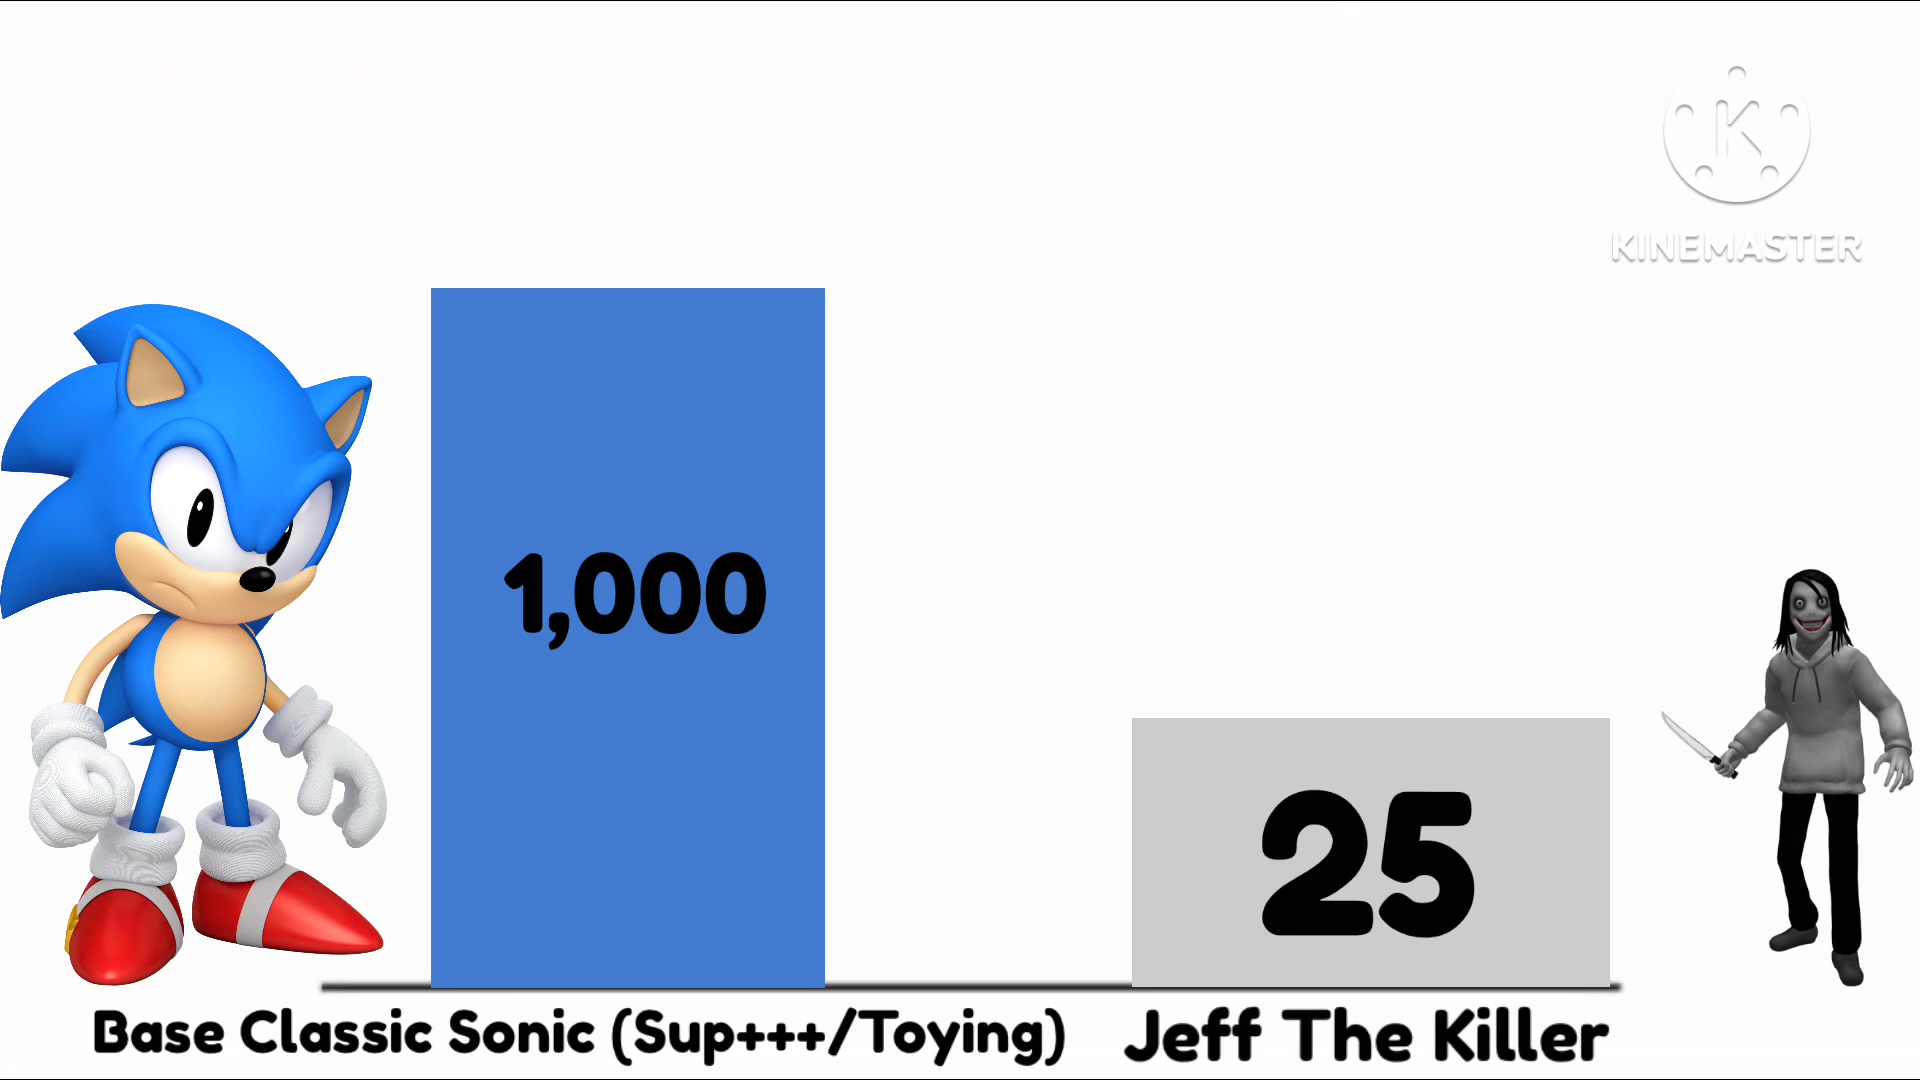 K
KINEMASTER
1,000
25
Base Classic Sonic (Sup+++/Toying)
Jeff The Killer